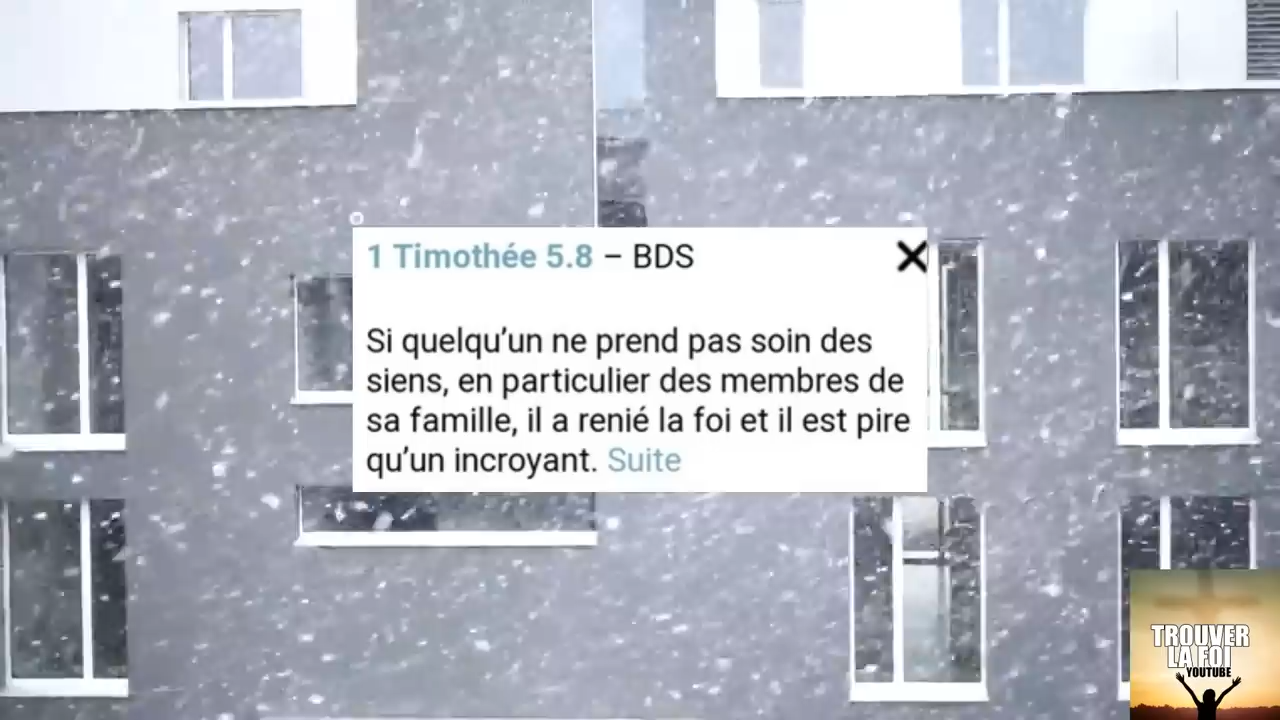 1 Timothée 5.8 – BDS
Si quelqu’un ne prend pas soin des
siens, en particulier des membres de
sa famille, il a renié la foi et il est pire
qu’un incroyant. Suite
TROUVER
LA FOI
YOUTUBE